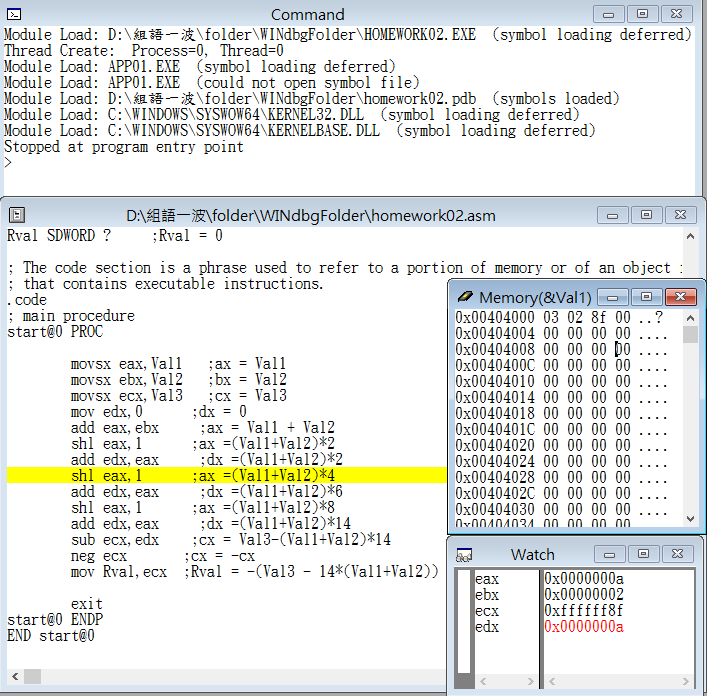 Command
Module Load: D:\組語一波\folder\WINdbgFolder\HOMEWORK02.EXE (symbol loading deferred)
Thread Create: Process=0, Thread=0
Module Load: APP01.EXE (symbol loading deferred)
Module Load: APP01.EXE (could not open symbol file)
Module Load: D:\組語一波\folder\WINdbgFolder\homework02.pdb (symbols loaded)
Module Load: C:\WINDOWS\SYSWOW64\KERNEL32.DLL (symbol loading deferred)
Module Load: C:\WINDOWS\SYSWOW64\KERNELBASE.DLL (symbol loading deferred)
Stopped at program entry point
>
D:\組語一波\folder\WINdbgFolder\homework02.asm
Rval SDWORD ? ;Rval = 0
; The code section is a phrase used to refer to a portion of memory or of an object
; that contains executable instructions.
.code
; main procedure
start@0 PROC
movsx eax,Val1 ;ax = Val1
movsx ebx,Val2 ;bx = Val2
movsx ecx,Val3 ;cx = Val3
mov edx,0 ;dx = 0
add eax,ebx ;ax = Val1 + Val2
shl eax,1 ;ax =(Val1+Val2)*2
add edx,eax ;dx =(Val1+Val2)*2
shl eax,1 ;ax =(Val1+Val2)*4
add edx,eax ;dx =(Val1+Val2)*6
shl eax,1 ;ax =(Val1+Val2)*8
add edx,eax ;dx =(Val1+Val2)*14
sub ecx,edx ;cx = Val3-(Val1+Val2)*14
neg ecx ;cx = -cx
mov Rval,ecx ;Rval = -(Val3 - 14*(Val1+Val2))
exit
start@0 ENDP
END start@0
Memory(&Val1)
0x00404000 03 02 8f 00 ..?
0x00404004 00 00 00 00 ....
0x00404008 00 00 00 00 ....
0x0040400C 00 00 00 00 ....
0x00404010 00 00 00 00 ....
0x00404014 00 00 00 00 ....
0x00404018 00 00 00 00 ....
0x0040401C 00 00 00 00 ....
0x00404020 00 00 00 00 ....
0x00404024 00 00 00 00 ....
0x00404028 00 00 00 00 ....
0x0040402C 00 00 00 00 ....
0x00404030 00 00 00 00 ....
0x00404034 00 00 00 00
Watch
eax 0x0000000a
ebx 0x00000002
ecx 0xffffff8f
edx 0x0000000a